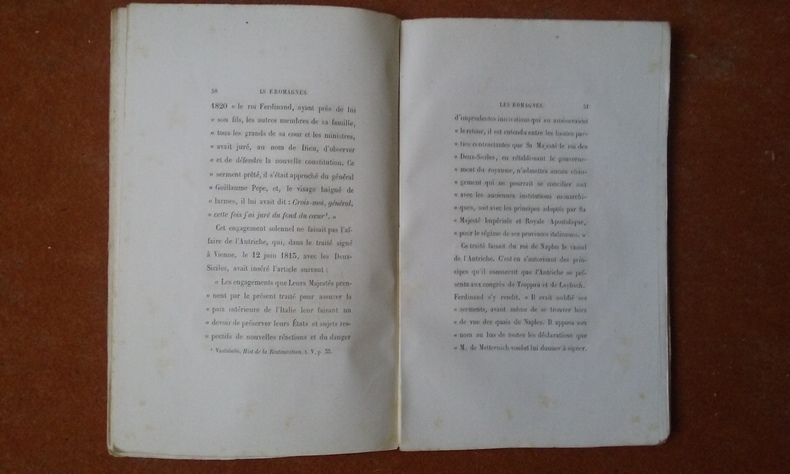 50 LE ROMAGNES
1820 « le roi Ferdinand, ayant près de lui
« son fils, les autres membres de sa famille,
« tous les grands de sa cour et les ministres,
« avait juré, au nom de Dieu, d'observer
« et de défendre la nouvelle constitution. Ce
« serment prêté, il s'était approché du général
« Guillaume Pepe, et, le visage baigné de
« larmes, il lui avait dit : Crois-moi, général,
« cette fois j'ai juré du fond du cœur¹. »
Cet engagement solennel ne faisait pas l'af-
faire de l'Autriche, qui, dans le traité signé
à Vienne, le 12 juin 1815, avec les Deux-
Siciles, avait inséré l'article suivant :
« Les engagements que Leurs Majestés pren-
« nent par le présent traité pour assurer la
« paix intérieure de l'Italie leur faisant un
« devoir de préserver leurs États et sujets res-
« pectifs de nouvelles réactions et du danger
¹ Hist de la Restauration, t. V, p. 35.
LES ROMAGNES. 51
d'imprudentes innovations qui en amèneraient
« le retour, il est entendu entre les hautes par-
« ties contractantes que Sa Majesté le roi des
« Deux-Siciles, en rétablissant le gouverne-
« ment du royaume, n'admettra aucun chan-
« gement qui ne pourrait se concilier soit
« avec les anciennes institutions monarchi-
« ques, soit avec les principes adoptés par Sa
« Majesté Impériale et Royale Apostolique,
« pour le régime de ses provinces italiennes. »
Ce traité faisait du roi de Naples le vassal
de l'Autriche. C'est en s'autorisant des prin-
cipes qu'il consacrait que l'Autriche se pré-
senta aux congrès de Troppau et de Leybach.
Ferdinand s'y rendit. « Il avait oublié ses
« serments, avant même de se trouver hors
« de vue des quais de Naples. Il apposa son
« nom au bas de toutes les déclarations que
« M. de Metternich voulut lui donner à signer.